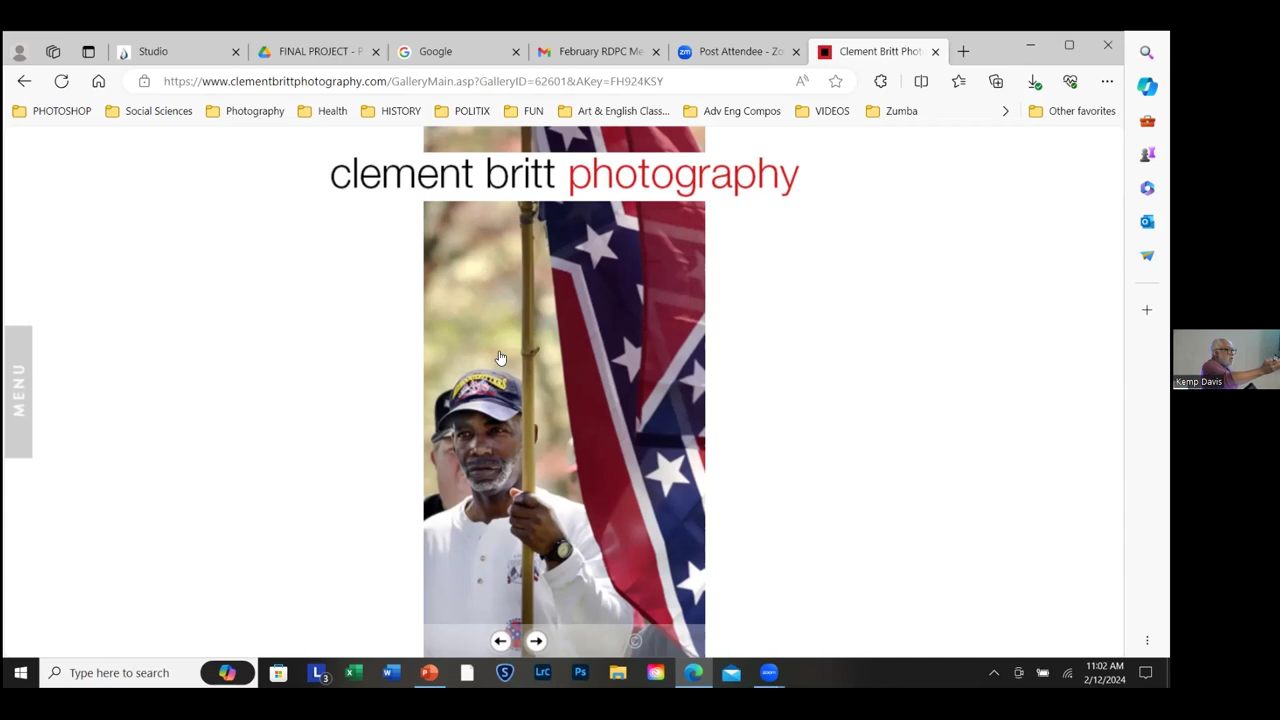 Studio
FINAL PROJECT - P
Google
February RDPC Me
Post Attendee - Zo
Clement Britt Phot
https://www.clementbrittphotography.com/GalleryMain.asp?GalleryID=62601&AKey=FH924KSY
PHOTOSHOP
Social Sciences
Photography
Health
HISTORY
POLITIX
FUN
Art & English Class...
Adv Eng Compos
VIDEOS
Zumba
Other favorites
clement britt photography
MENU
Kemp Davis
Type here to search
11:02 AM
2/12/2024